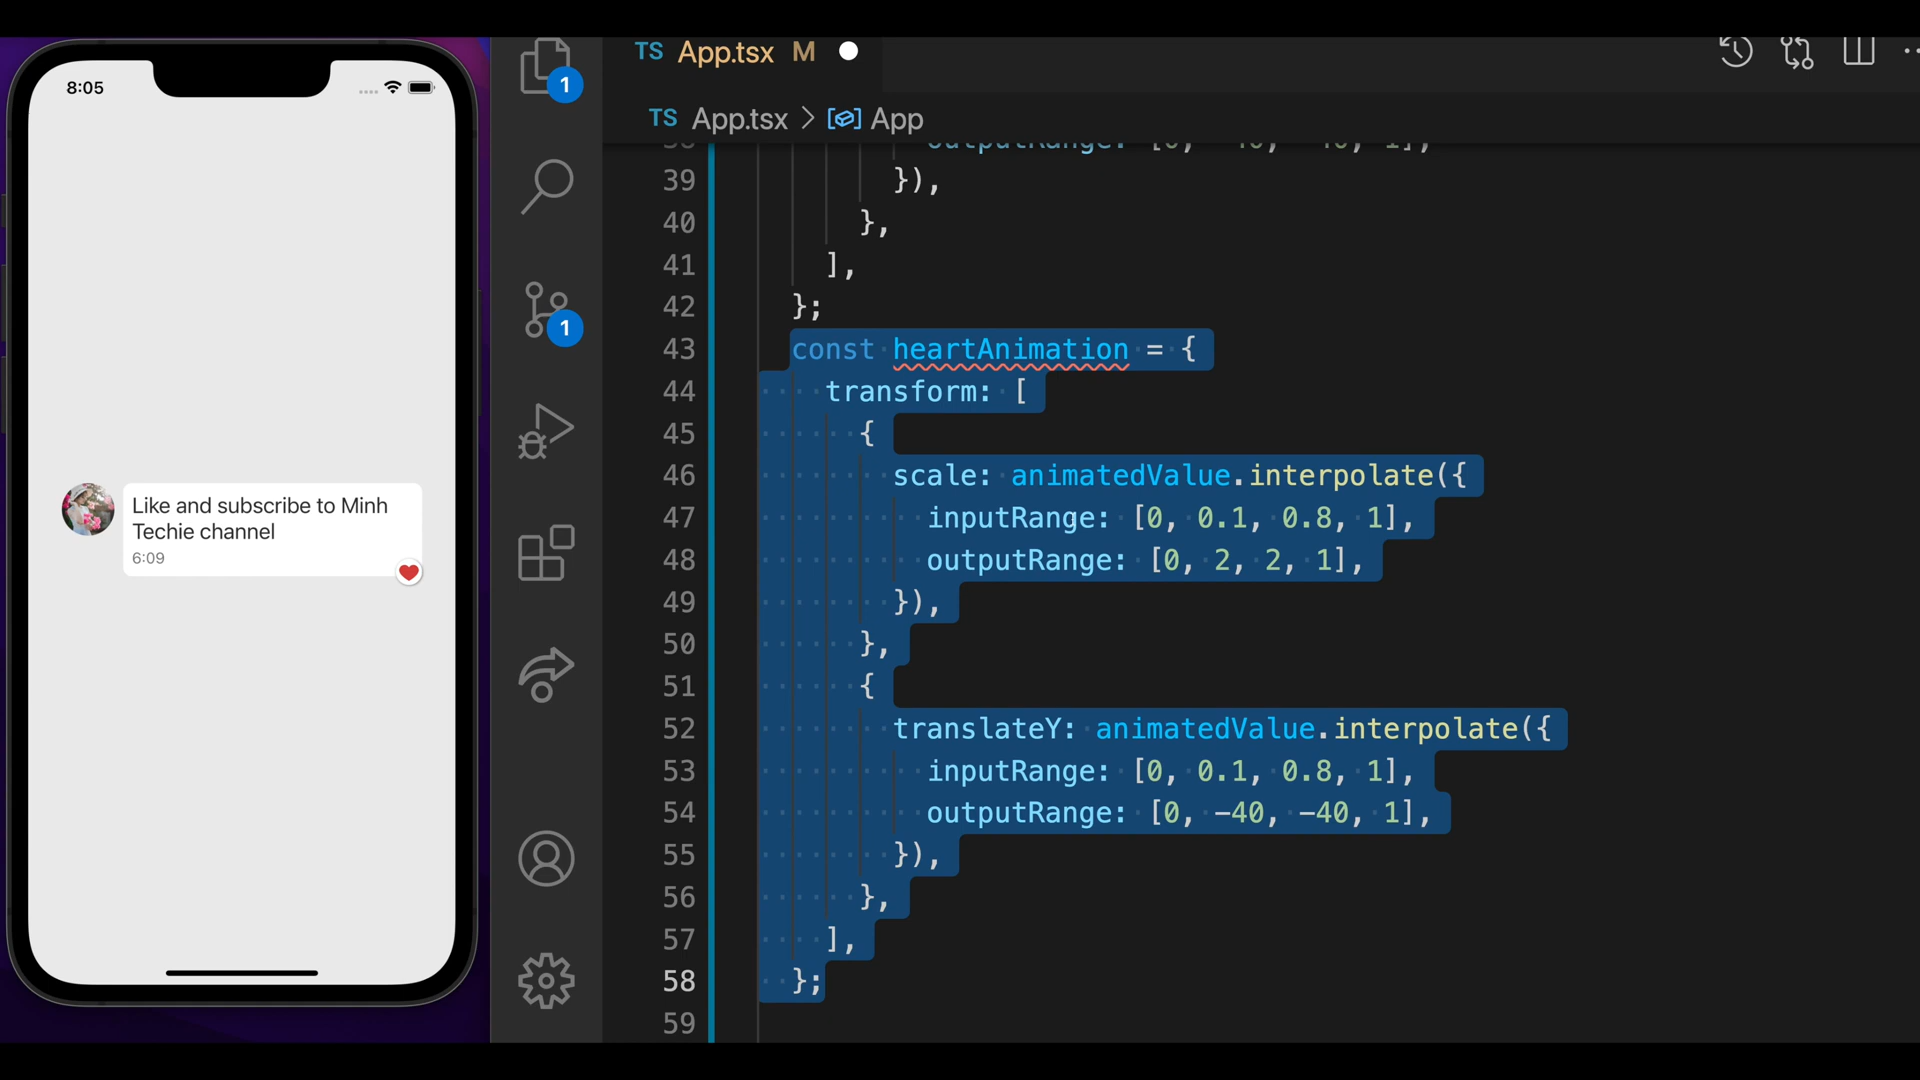 8:05
Like and subscribe to Minh
Techie channel
6:09
1
1
TS App.tsx M
TS App.tsx > App
39 }),
40 },
41 ],
42 };
43 const heartAnimation = {
44 transform: [
45 {
46 scale: animatedValue.interpolate({
47 inputRange: [0, 0.1, 0.8, 1],
48 outputRange: [0, 2, 2, 1],
49 }),
50 },
51 {
52 translateY: animatedValue.interpolate({
53 inputRange: [0, 0.1, 0.8, 1],
54 outputRange: [0, -40, -40, 1],
55 }),
56 },
57 ],
58 };
59